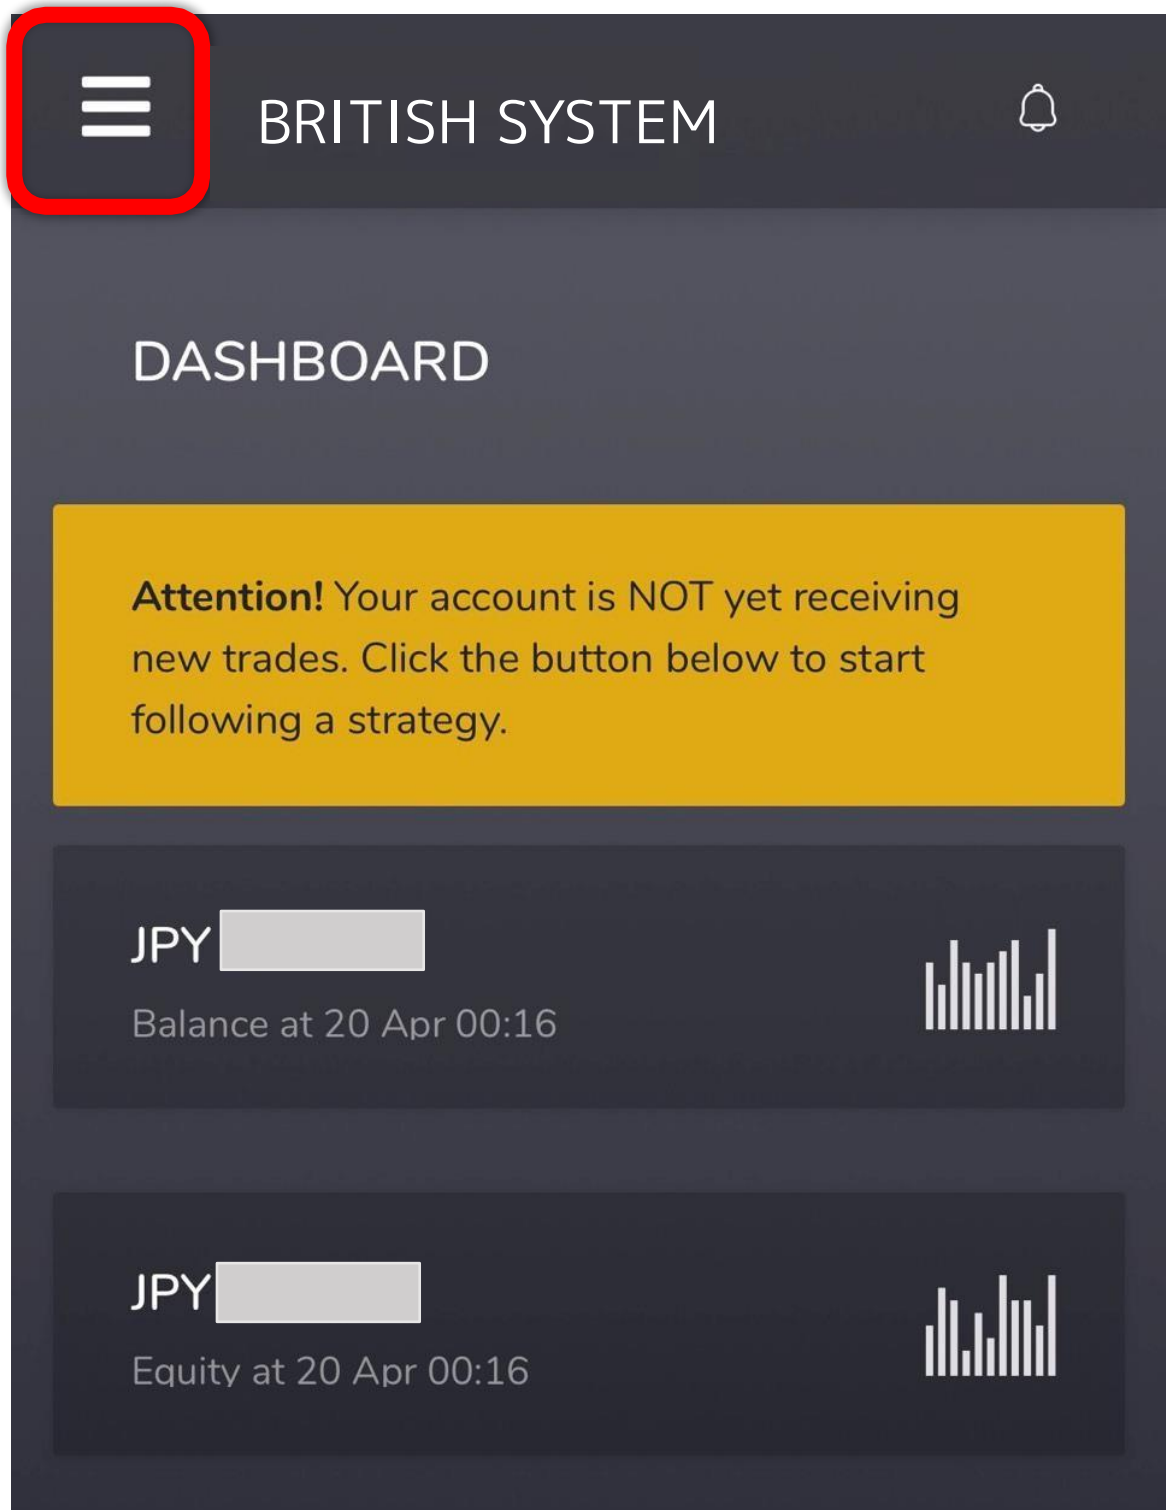 BRITISH SYSTEM
DASHBOARD
Attention! Your account is NOT yet receiving
new trades. Click the button below to start
following a strategy.
JPY
Balance at 20 Apr 00:16
JPY
Equity at 20 Apr 00:16